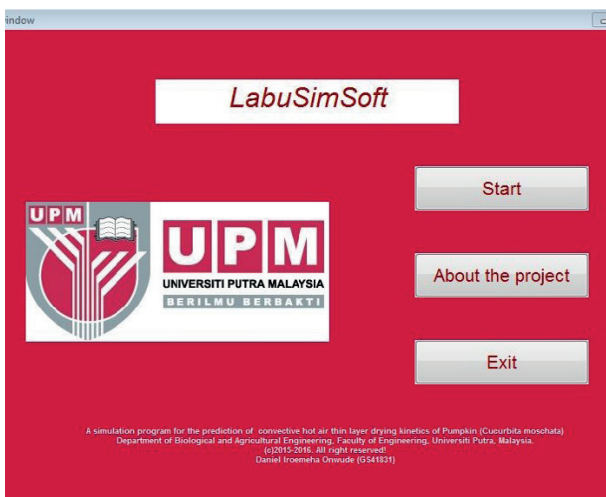 indow
LabuSimSoft
Start
UPM
UPM
UNIVERSITI PUTRA MALAYSIA
BERILMU BERBAKTI
About the project
Exit
A simulation program for the prediction of convective hot air thin layer drying kinetics of Pumpkin (Cucurbita moschata)
Department of Biological and Agricultural Engineering, Faculty of Engineering, Universiti Putra, Malaysia.
(c)2015-2016. All right reserved!
Daniel Iroemeha Onwude (GS41831)